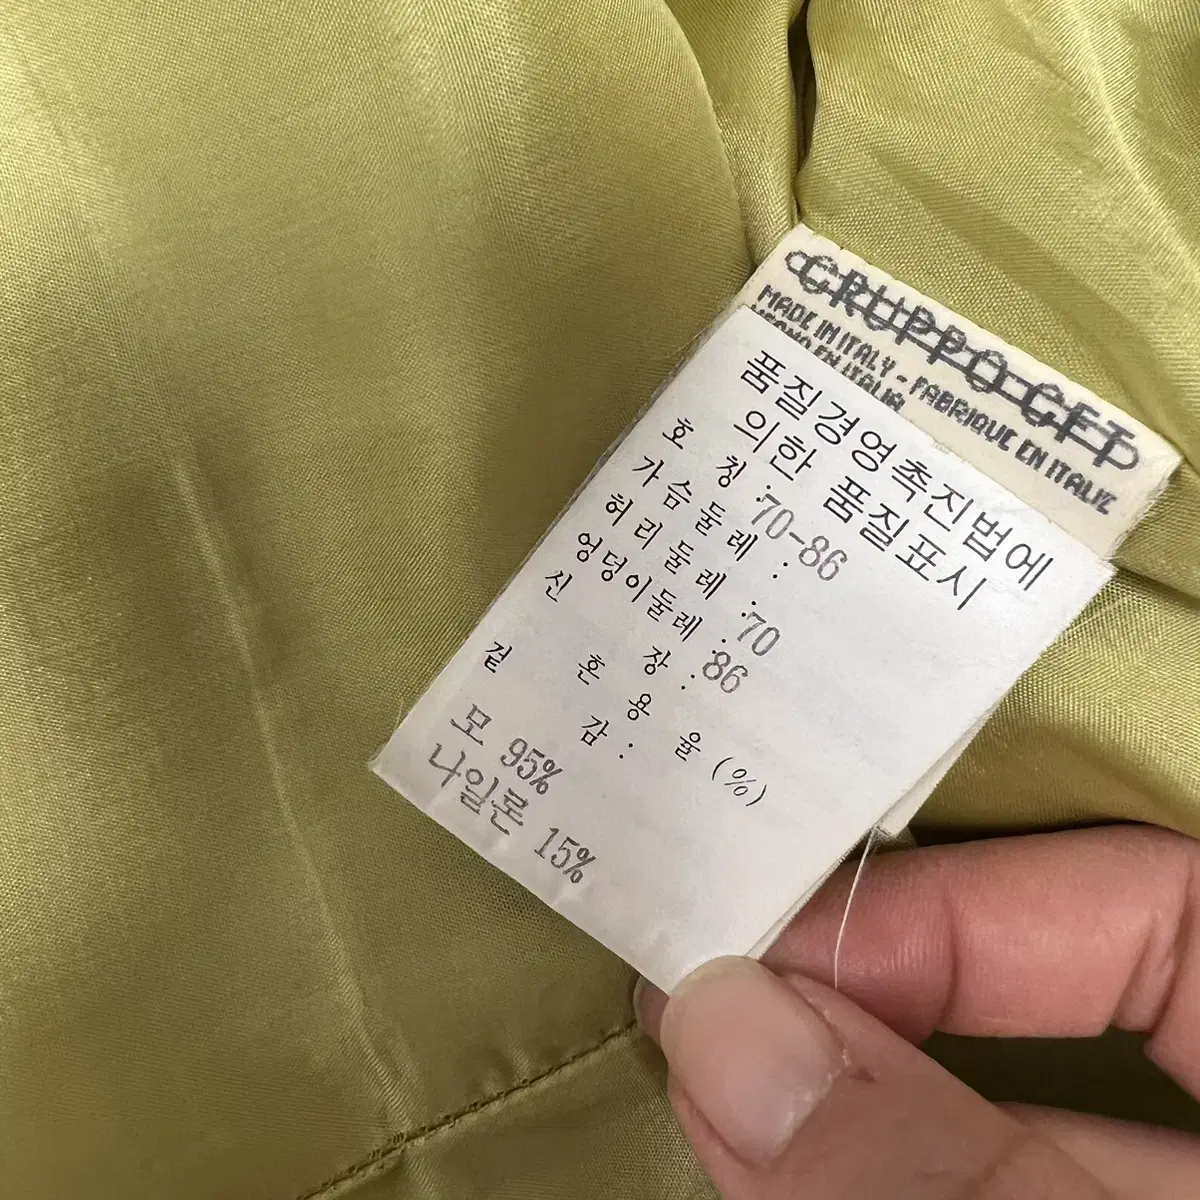 GRUPPO GFT
MADE IN ITALY - FABRIQUE EN ITALIE
EN ITALIA
품질경영촉진법에
의한 품질표시
호 칭 : 70-86
가슴둘레 :
허리둘레 : 70
엉덩이둘레 : 86
신 장 :
혼 용 율 (%)
겉 감 :
모 95%
나일론 15%